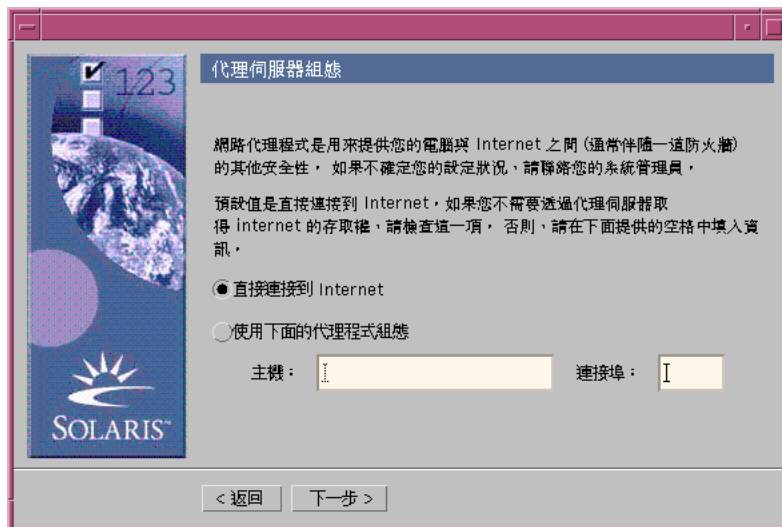 123
代理伺服器組態
網路代理程式是用來提供您的電腦與 Internet 之間 (通常伴隨一道防火牆)
的其他安全性，如果不確定您的設定狀況、請聯絡您的系統管理員，
預設值是直接連接到 Internet，如果您不需要透過代理伺服器取
得 internet 的存取權、請檢查這一項，否則、請在下面提供的空格中填入資
訊，
直接連接到 Internet
使用下面的代理程式組態
主機： 連接埠：
SOLARIS™
< 返回 下一步 >